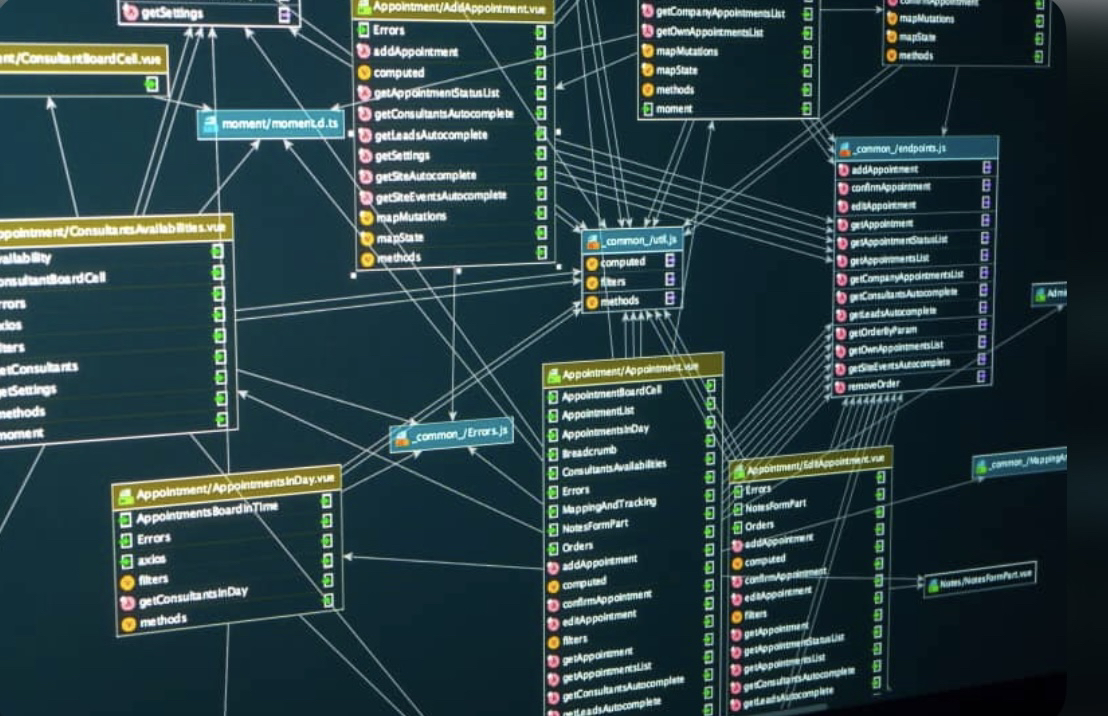 getSettings
nt/ConsultantBoardCell.vue
moment/moment.d.ts
Appointment/AddAppointment.vue
Errors
addAppointment
computed
getAppointmentStatusList
getConsultantsAutocomplete
getLeadsAutocomplete
getSettings
getSiteAutocomplete
getSiteEventsAutocomplete
mapMutations
mapState
methods
getCompanyAppointmentsList
getOwnAppointmentsList
mapMutations
mapState
methods
moment
confirmAppointment
mapMutations
mapState
methods
_common_/endpoints.js
addAppointment
confirmAppointment
editAppointment
getAppointment
getAppointmentStatusList
getAppointmentsList
getCompanyAppointmentsList
getConsultantsAutocomplete
getLeadsAutocomplete
getOrderByParam
getOwnAppointmentsList
getSiteEventsAutocomplete
removeOrder
_common_/util.js
computed
filters
methods
ppointment/ConsultantsAvailabilities.vue
vailability
onsultantBoardCell
rrors
xios
lters
etConsultants
etSettings
methods
moment
_common_/Errors.js
Appointment/AppointmentsInDay.vue
AppointmentsBoardInTime
Errors
axios
filters
getConsultantsInDay
methods
Appointment/Appointment.vue
AppointmentBoardCell
AppointmentList
AppointmentsInDay
Breadcrumb
ConsultantsAvailabilities
Errors
MappingAndTracking
NotesFormPart
Orders
addAppointment
computed
confirmAppointment
editAppointment
filters
getAppointment
getAppointmentsList
getConsultantsAutocomplete
getLeadsAutocomplete
Appointment/EditAppointment.vue
Errors
NotesFormPart
Orders
addAppointment
computed
confirmAppointment
editAppointment
filters
getAppointment
getAppointmentStatusList
getAppointmentsList
getConsultantsAutocomplete
getLeadsAutocomplete
Admi
_common_/MappingA
Notes/NotesFormPart.vue